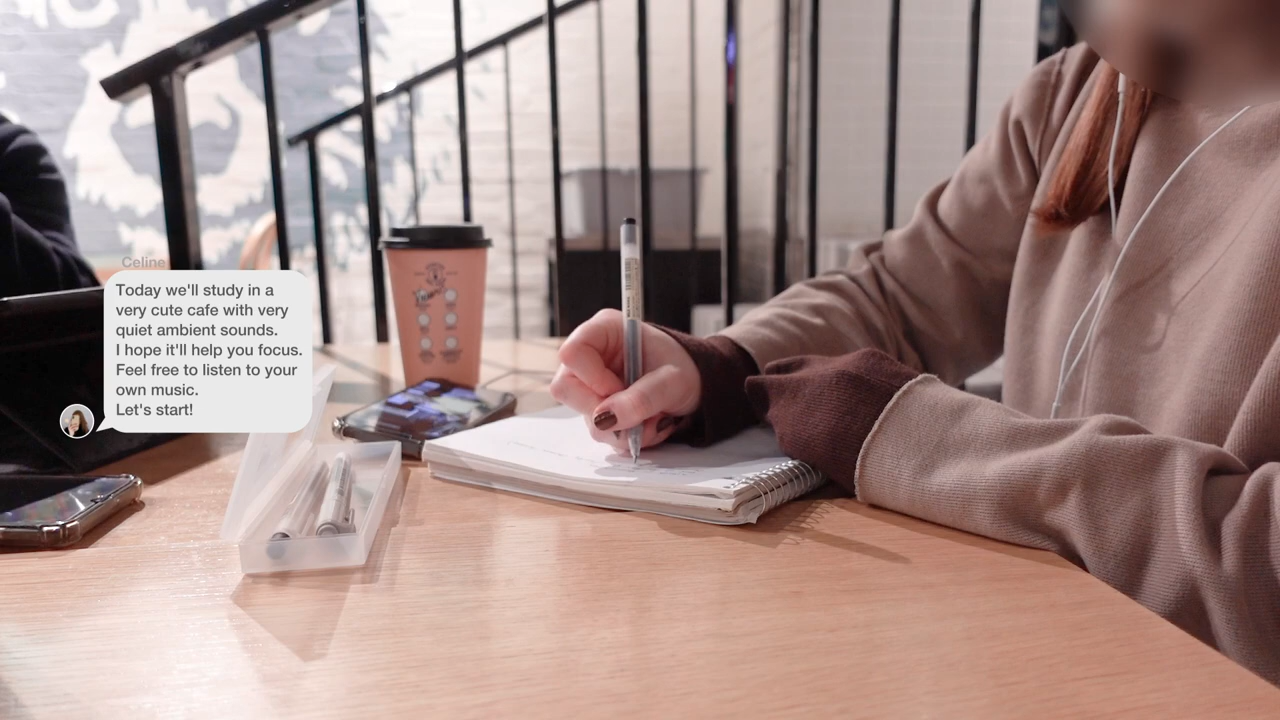 Celine
Today we'll study in a
very cute cafe with very
quiet ambient sounds.
I hope it'll help you focus.
Feel free to listen to your
own music.
Let's start!